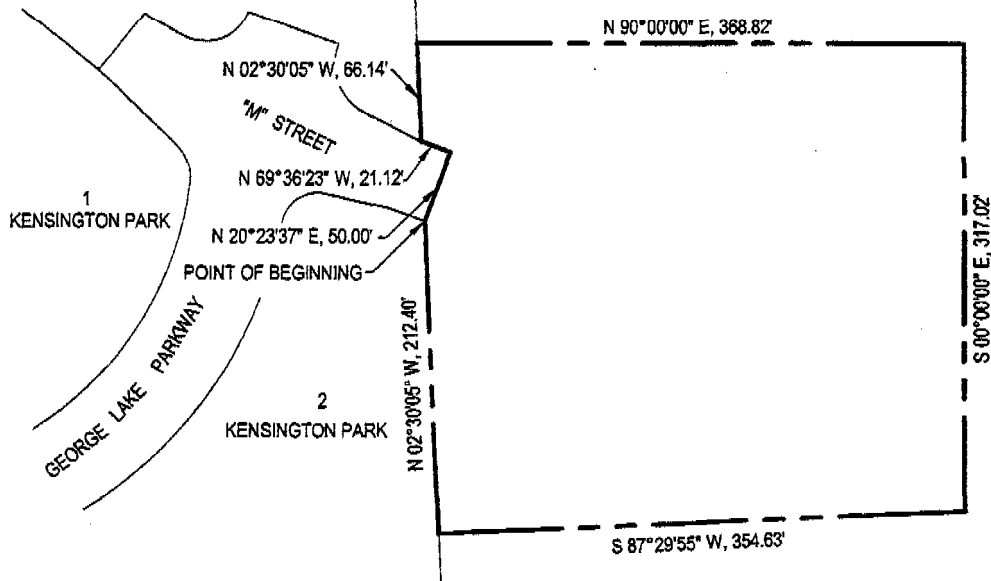 N 90°00'00" E, 368.82'
N 02°30'05" W, 66.14'
"M" STREET
N 69°36'23" W, 21.12'
1
KENSINGTON PARK
N 20°23'37" E, 50.00'
POINT OF BEGINNING
S 00°00'00" E, 317.02'
GEORGE LAKE PARKWAY
N 02°30'05" W, 212.40'
2
KENSINGTON PARK
S 87°29'55" W, 354.63'